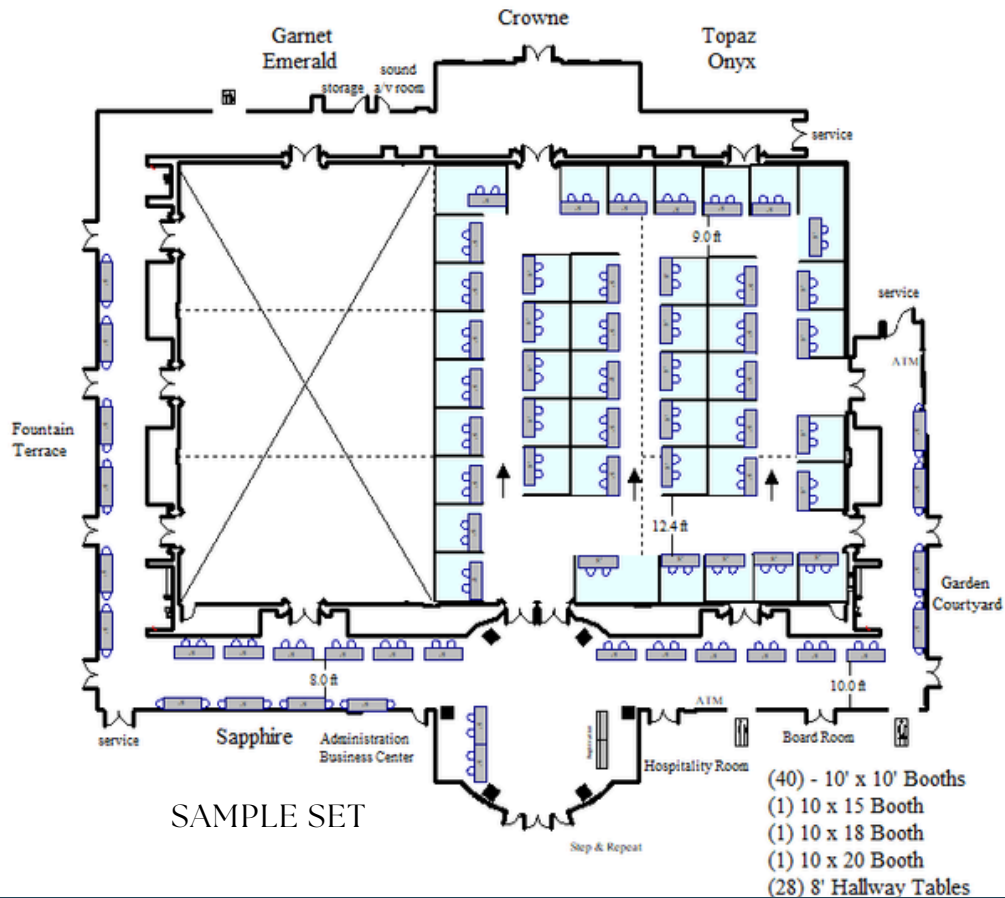 Crowne
Garnet
Emerald
Topaz
Onyx
sound
storage
a/v room
service
9.0 ft
service
ATM
Fountain
Terrace
12.4 ft
Garden
Courtyard
8.0 ft
10.0 ft
ATM
service
Sapphire
Administration
Business Center
Registration
Board Room
Hospitality Room
(40) - 10' x 10' Booths
SAMPLE SET
(1) 10 x 15 Booth
(1) 10 x 18 Booth
Step & Repeat
(1) 10 x 20 Booth
(28) 8' Hallway Tables